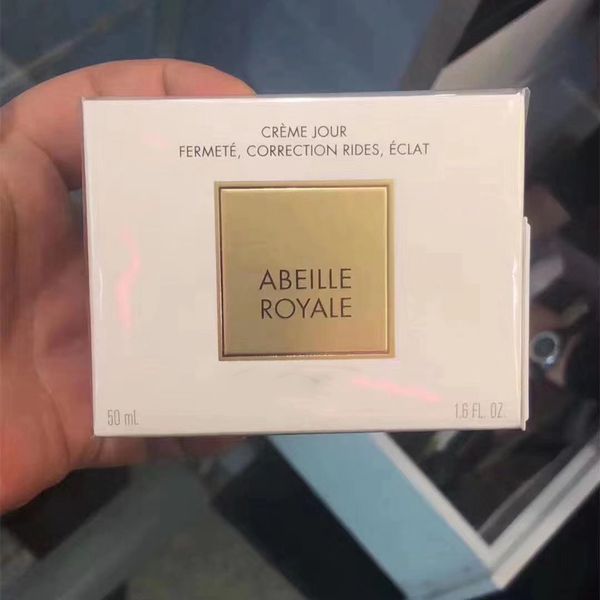 CRÈME JOUR
FERMETÉ, CORRECTION RIDES, ÉCLAT
ABEILLE
ROYALE
50 mL
1.6 FL. OZ.